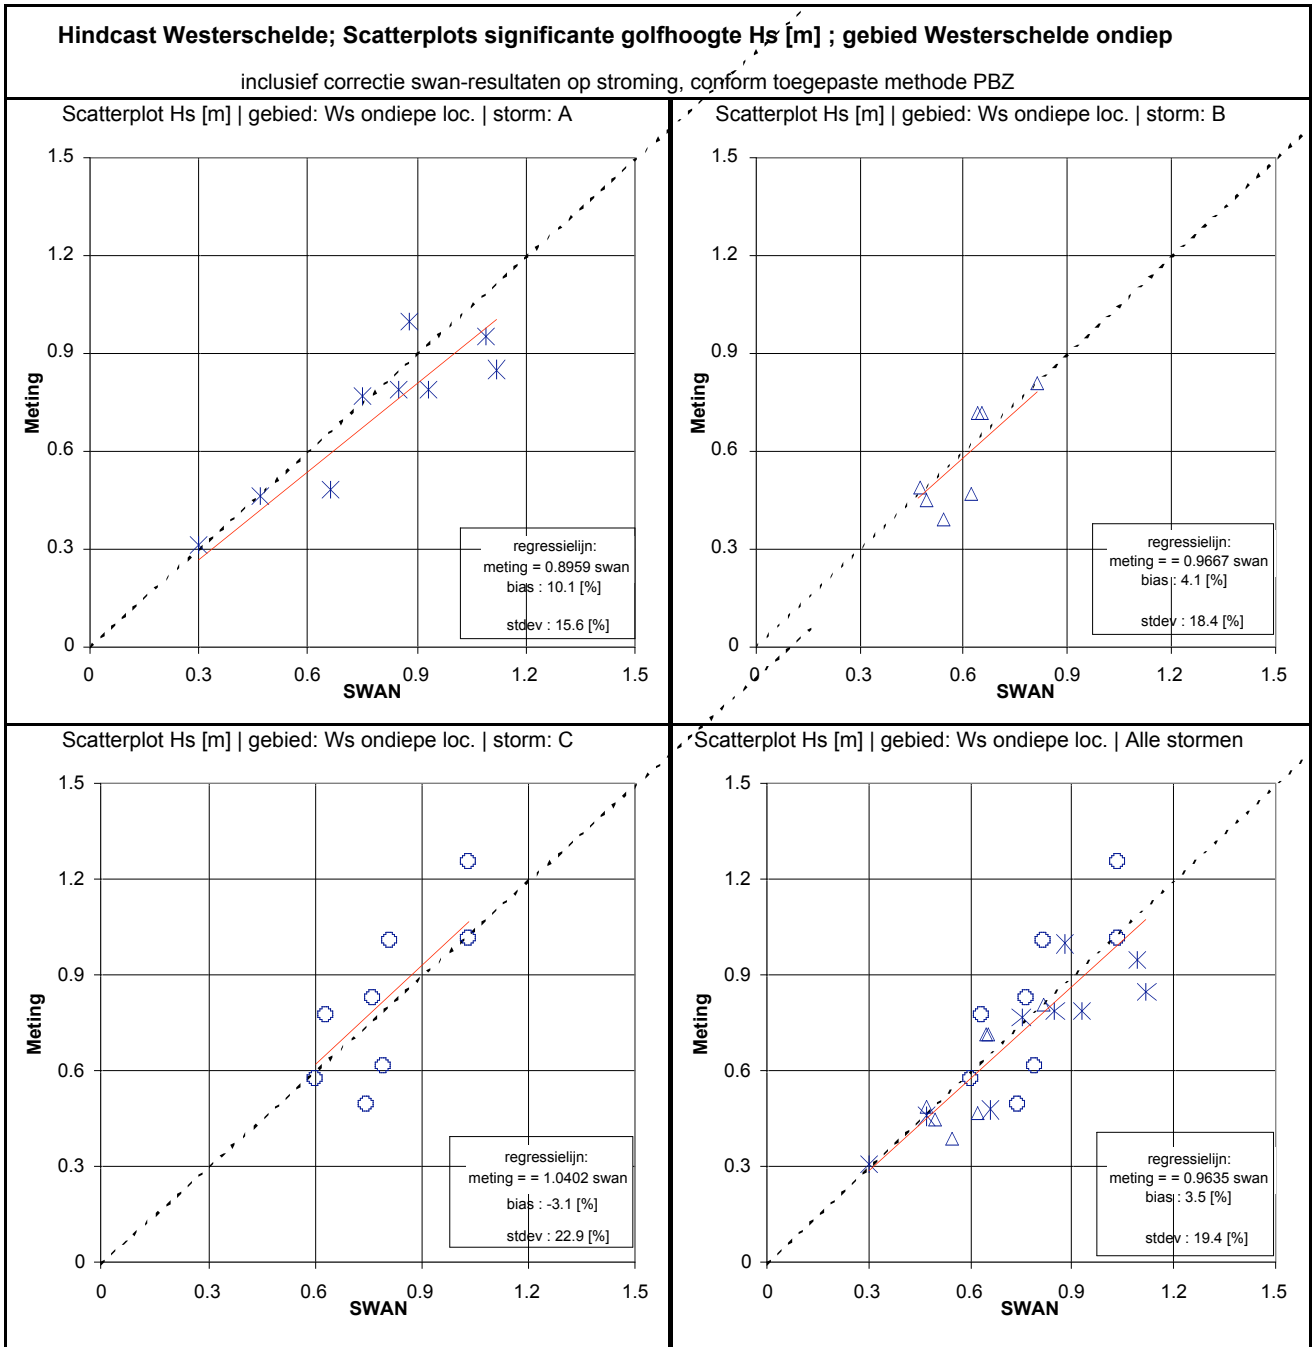 Hindcast Westerschelde; Scatterplots significante golfhoogte Hs [m] ; gebied Westerschelde ondiep
inclusief correctie swan-resultaten op stroming, conform toegepaste methode PBZ
Scatterplot Hs [m] | gebied: Ws ondiepe loc. | storm: A
1.5
1.2
0.9
0.6
0.3
0
Meting
regressielijn:
meting = 0.8959 swan
bias : 10.1 [%]
stdev : 15.6 [%]
0 0.3 0.6 0.9 1.2 1.5
SWAN
Scatterplot Hs [m] | gebied: Ws ondiepe loc. | storm: B
1.5
1.2
0.9
0.6
0.3
0
Meting
regressielijn:
meting = = 0.9667 swan
bias : 4.1 [%]
stdev : 18.4 [%]
0 0.3 0.6 0.9 1.2 1.5
SWAN
Scatterplot Hs [m] | gebied: Ws ondiepe loc. | storm: C
1.5
1.2
0.9
0.6
0.3
0
Meting
regressielijn:
meting = = 1.0402 swan
bias : -3.1 [%]
stdev : 22.9 [%]
0 0.3 0.6 0.9 1.2 1.5
SWAN
Scatterplot Hs [m] | gebied: Ws ondiepe loc. | Alle stormen
1.5
1.2
0.9
0.6
0.3
0
Meting
regressielijn:
meting = = 0.9635 swan
bias : 3.5 [%]
stdev : 19.4 [%]
0 0.3 0.6 0.9 1.2 1.5
SWAN